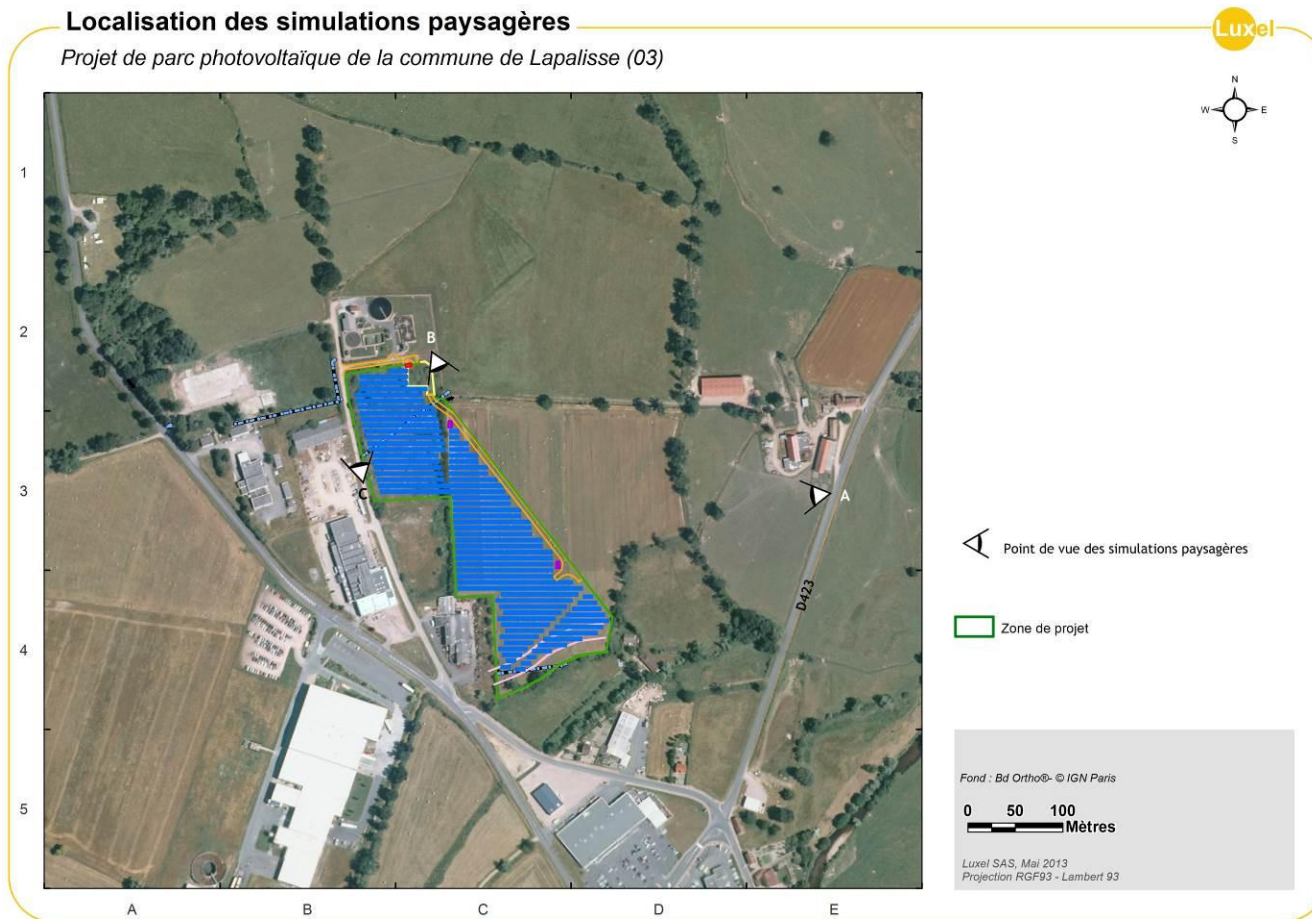 Localisation des simulations paysagères
Luxel
Projet de parc photovoltaïque de la commune de Lapalisse (03)
N
W E
S
1
2
B
3
C
A
Point de vue des simulations paysagères
D423
Zone de projet
4
Fond : Bd Ortho®- © IGN Paris
5
0 50 100
Mètres
Luxel SAS, Mai 2013
Projection RGF93 - Lambert 93
A B C D E